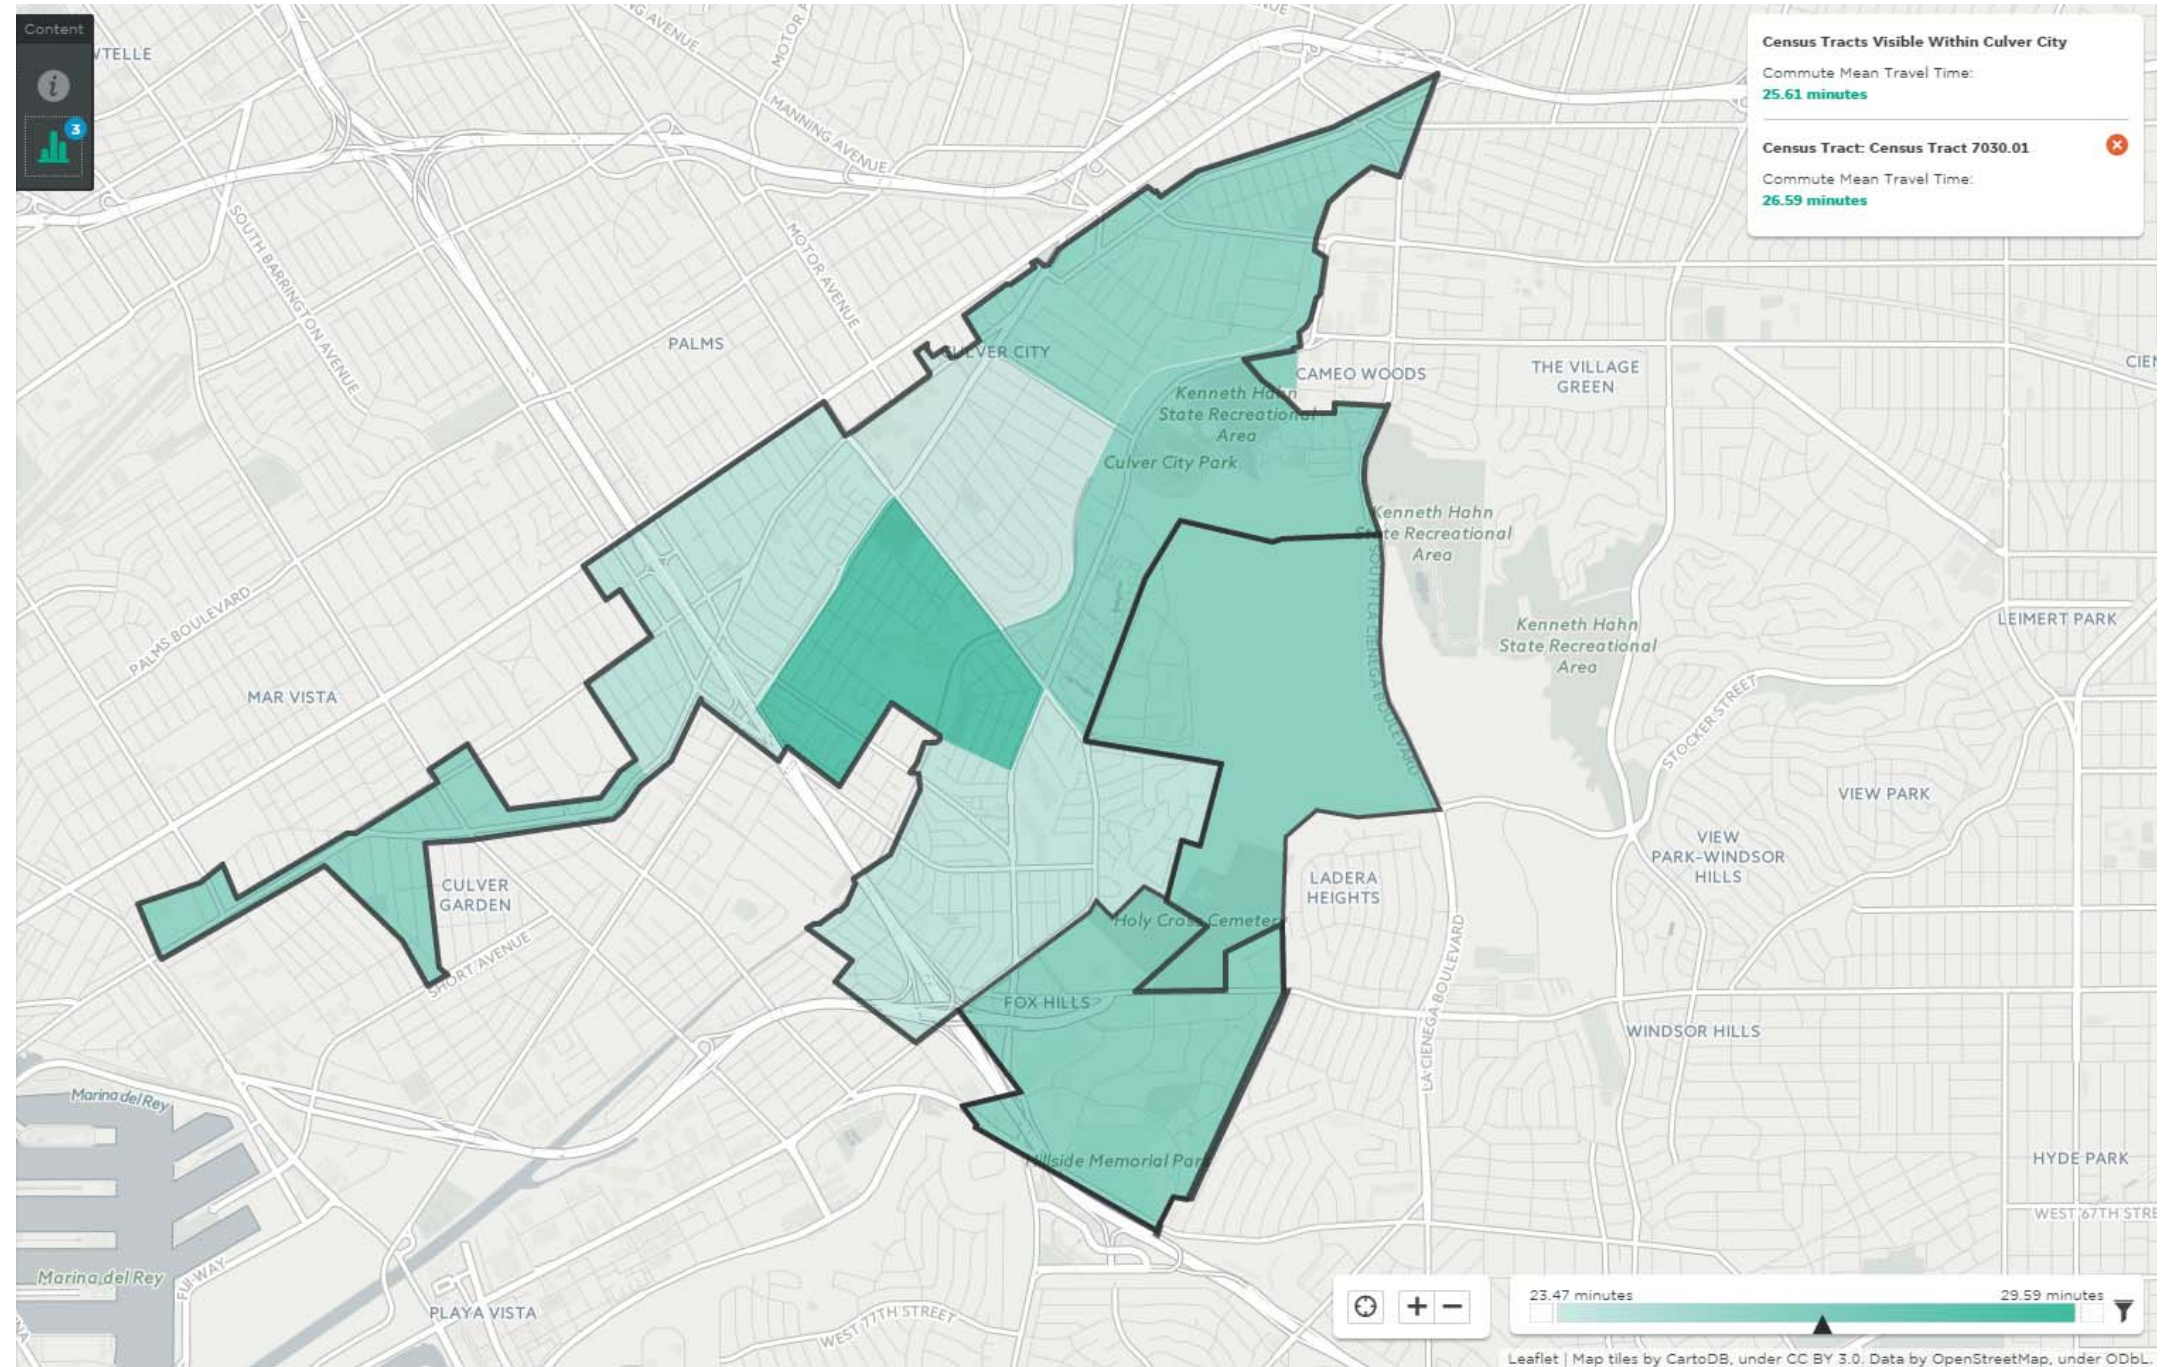 Content
3
Census Tracts Visible Within Culver City
Commute Mean Travel Time:
25.61 minutes
Census Tract: Census Tract 7030.01
Commute Mean Travel Time:
26.59 minutes
MOTOR
MANNING AVENUE
SOUTH BARRINGTON AVENUE
MOTOR AVENUE
PALMS
CULVER CITY
CAMEO WOODS
THE VILLAGE
GREEN
Kenneth Hahn
State Recreational
Area
Culver City Park
Kenneth Hahn
State Recreational
Area
SOUTH LA CIENEGA BOULEVARD
PALMS BOULEVARD
MAR VISTA
Kenneth Hahn
State Recreational
Area
LEIMERT PARK
STOCKER STREET
VIEW PARK
VIEW
PARK-WINDSOR
HILLS
CULVER
GARDEN
LADERA
HEIGHTS
Holy Cross Cemetery
SHORT AVENUE
FOX HILLS
LA CIENEGA BOULEVARD
WINDSOR HILLS
Marina del Rey
Hillside Memorial Park
HYDE PARK
WEST 67TH STRE
Marina del Rey
FIJI WAY
PLAYA VISTA
WEST 77TH STREET
23.47 minutes
29.59 minutes
Leaflet | Map tiles by CartoDB, under CC BY 3.0. Data by OpenStreetMap, under ODbL.